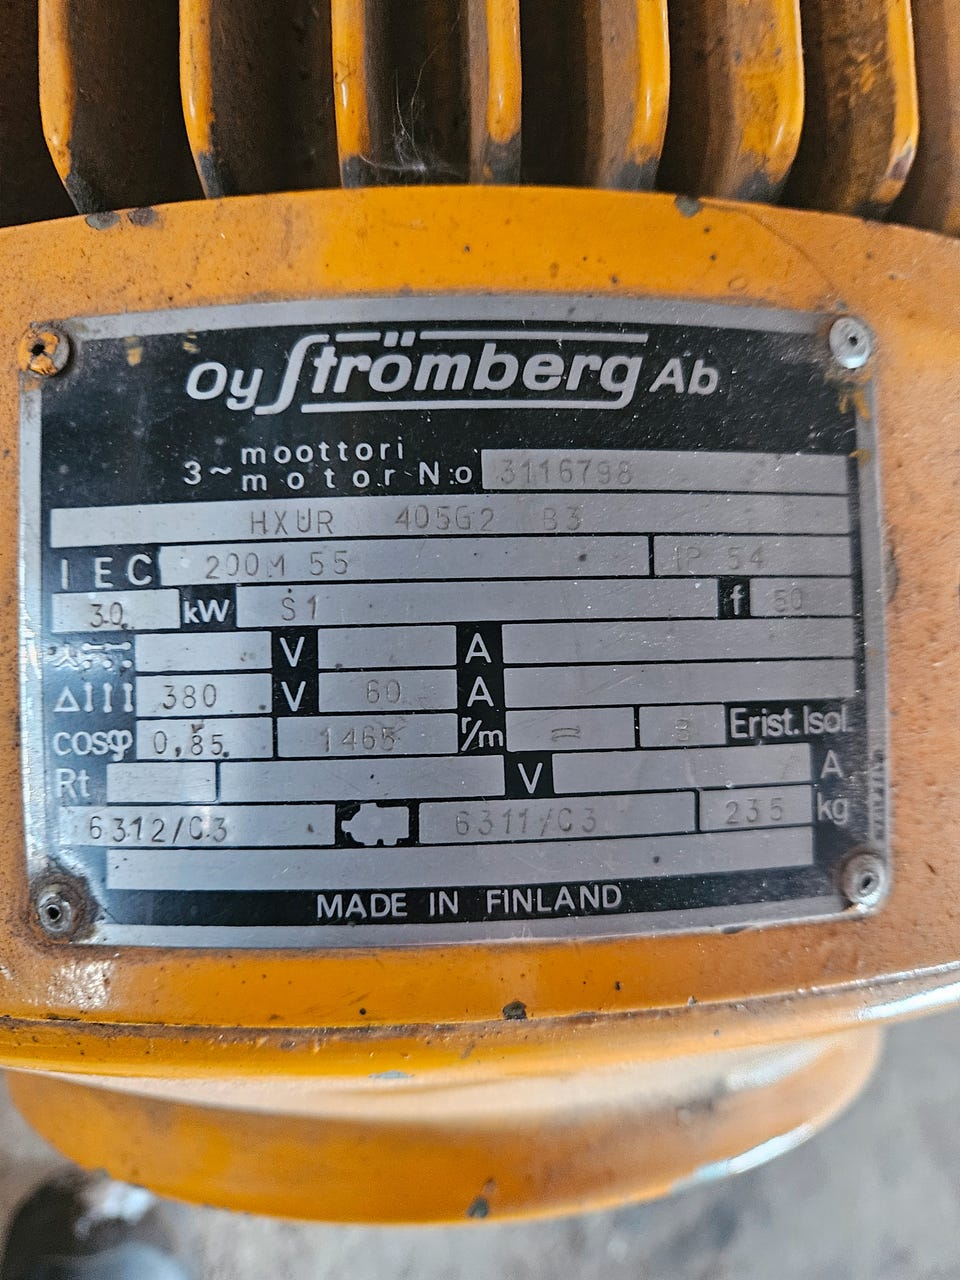 Oy Strömberg Ab
3~ moottori
motor N:o 3116798
HXUR 405G2 B3
IEC 200M 55 IP 54
30 kW S1 f 50
V A
Δ 380 V 60 A
cosφ 0,85 1465 r/m = B Erist.Isol.
Rt V A
6312/C3 6311/C3 235 kg
MADE IN FINLAND